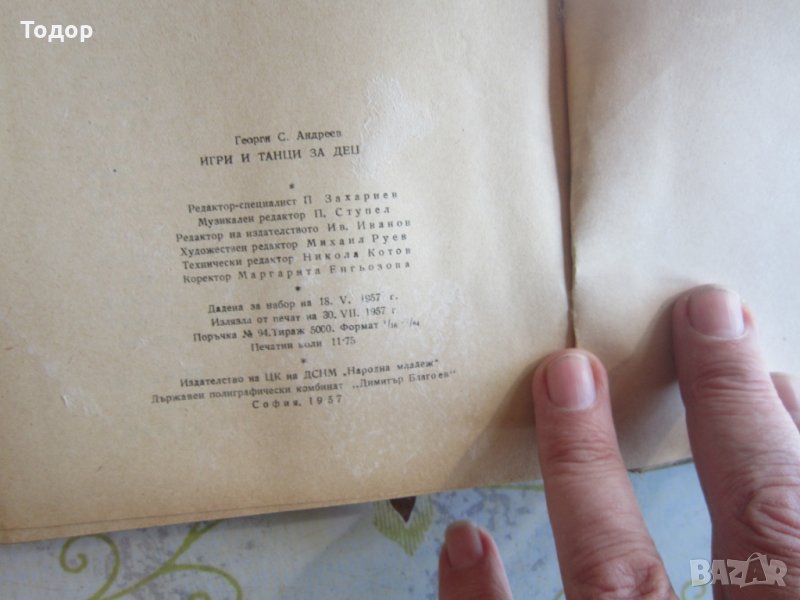 Тодор
Георги С. Андреев
ИГРИ И ТАНЦИ ЗА ДЕЦ
*
Редактор-специалист П Захариев
Музикален редактор П. Ступел
Редактор на издателството Ив. Иванов
Художествен редактор Михаил Руев
Технически редактор Никола Котов
Коректор Маргарита Енгьозова
*
Дадена за набор на 18. V. 1957 г.
Излязла от печат на 30. VII. 1957 г
Поръчка № 94. Тираж 5000. Формат
Печатни коли 11·75
*
Издателство на ЦК на ДСНМ „Народна младеж"
Държавен полиграфически комбинат „Димитър Благоев"
София, 1957
BAZAR